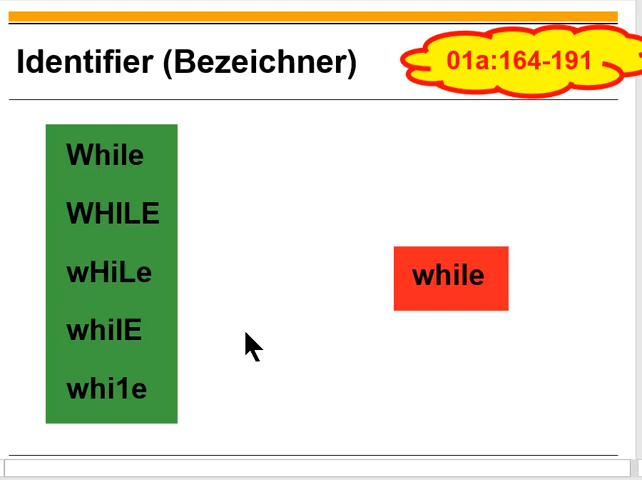 Identifier (Bezeichner)
01a:164-191
While
WHILE
wHiLe
whilE
whi1e
while